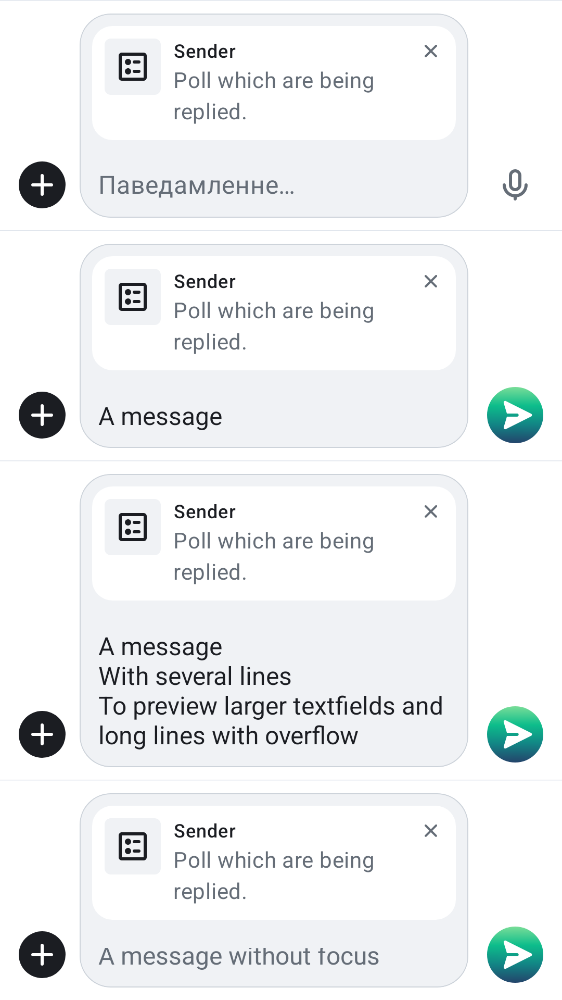 Sender
Poll which are being
replied.
Паведамленне…
Sender
Poll which are being
replied.
A message
Sender
Poll which are being
replied.
A message
With several lines
To preview larger textfields and
long lines with overflow
Sender
Poll which are being
replied.
A message without focus